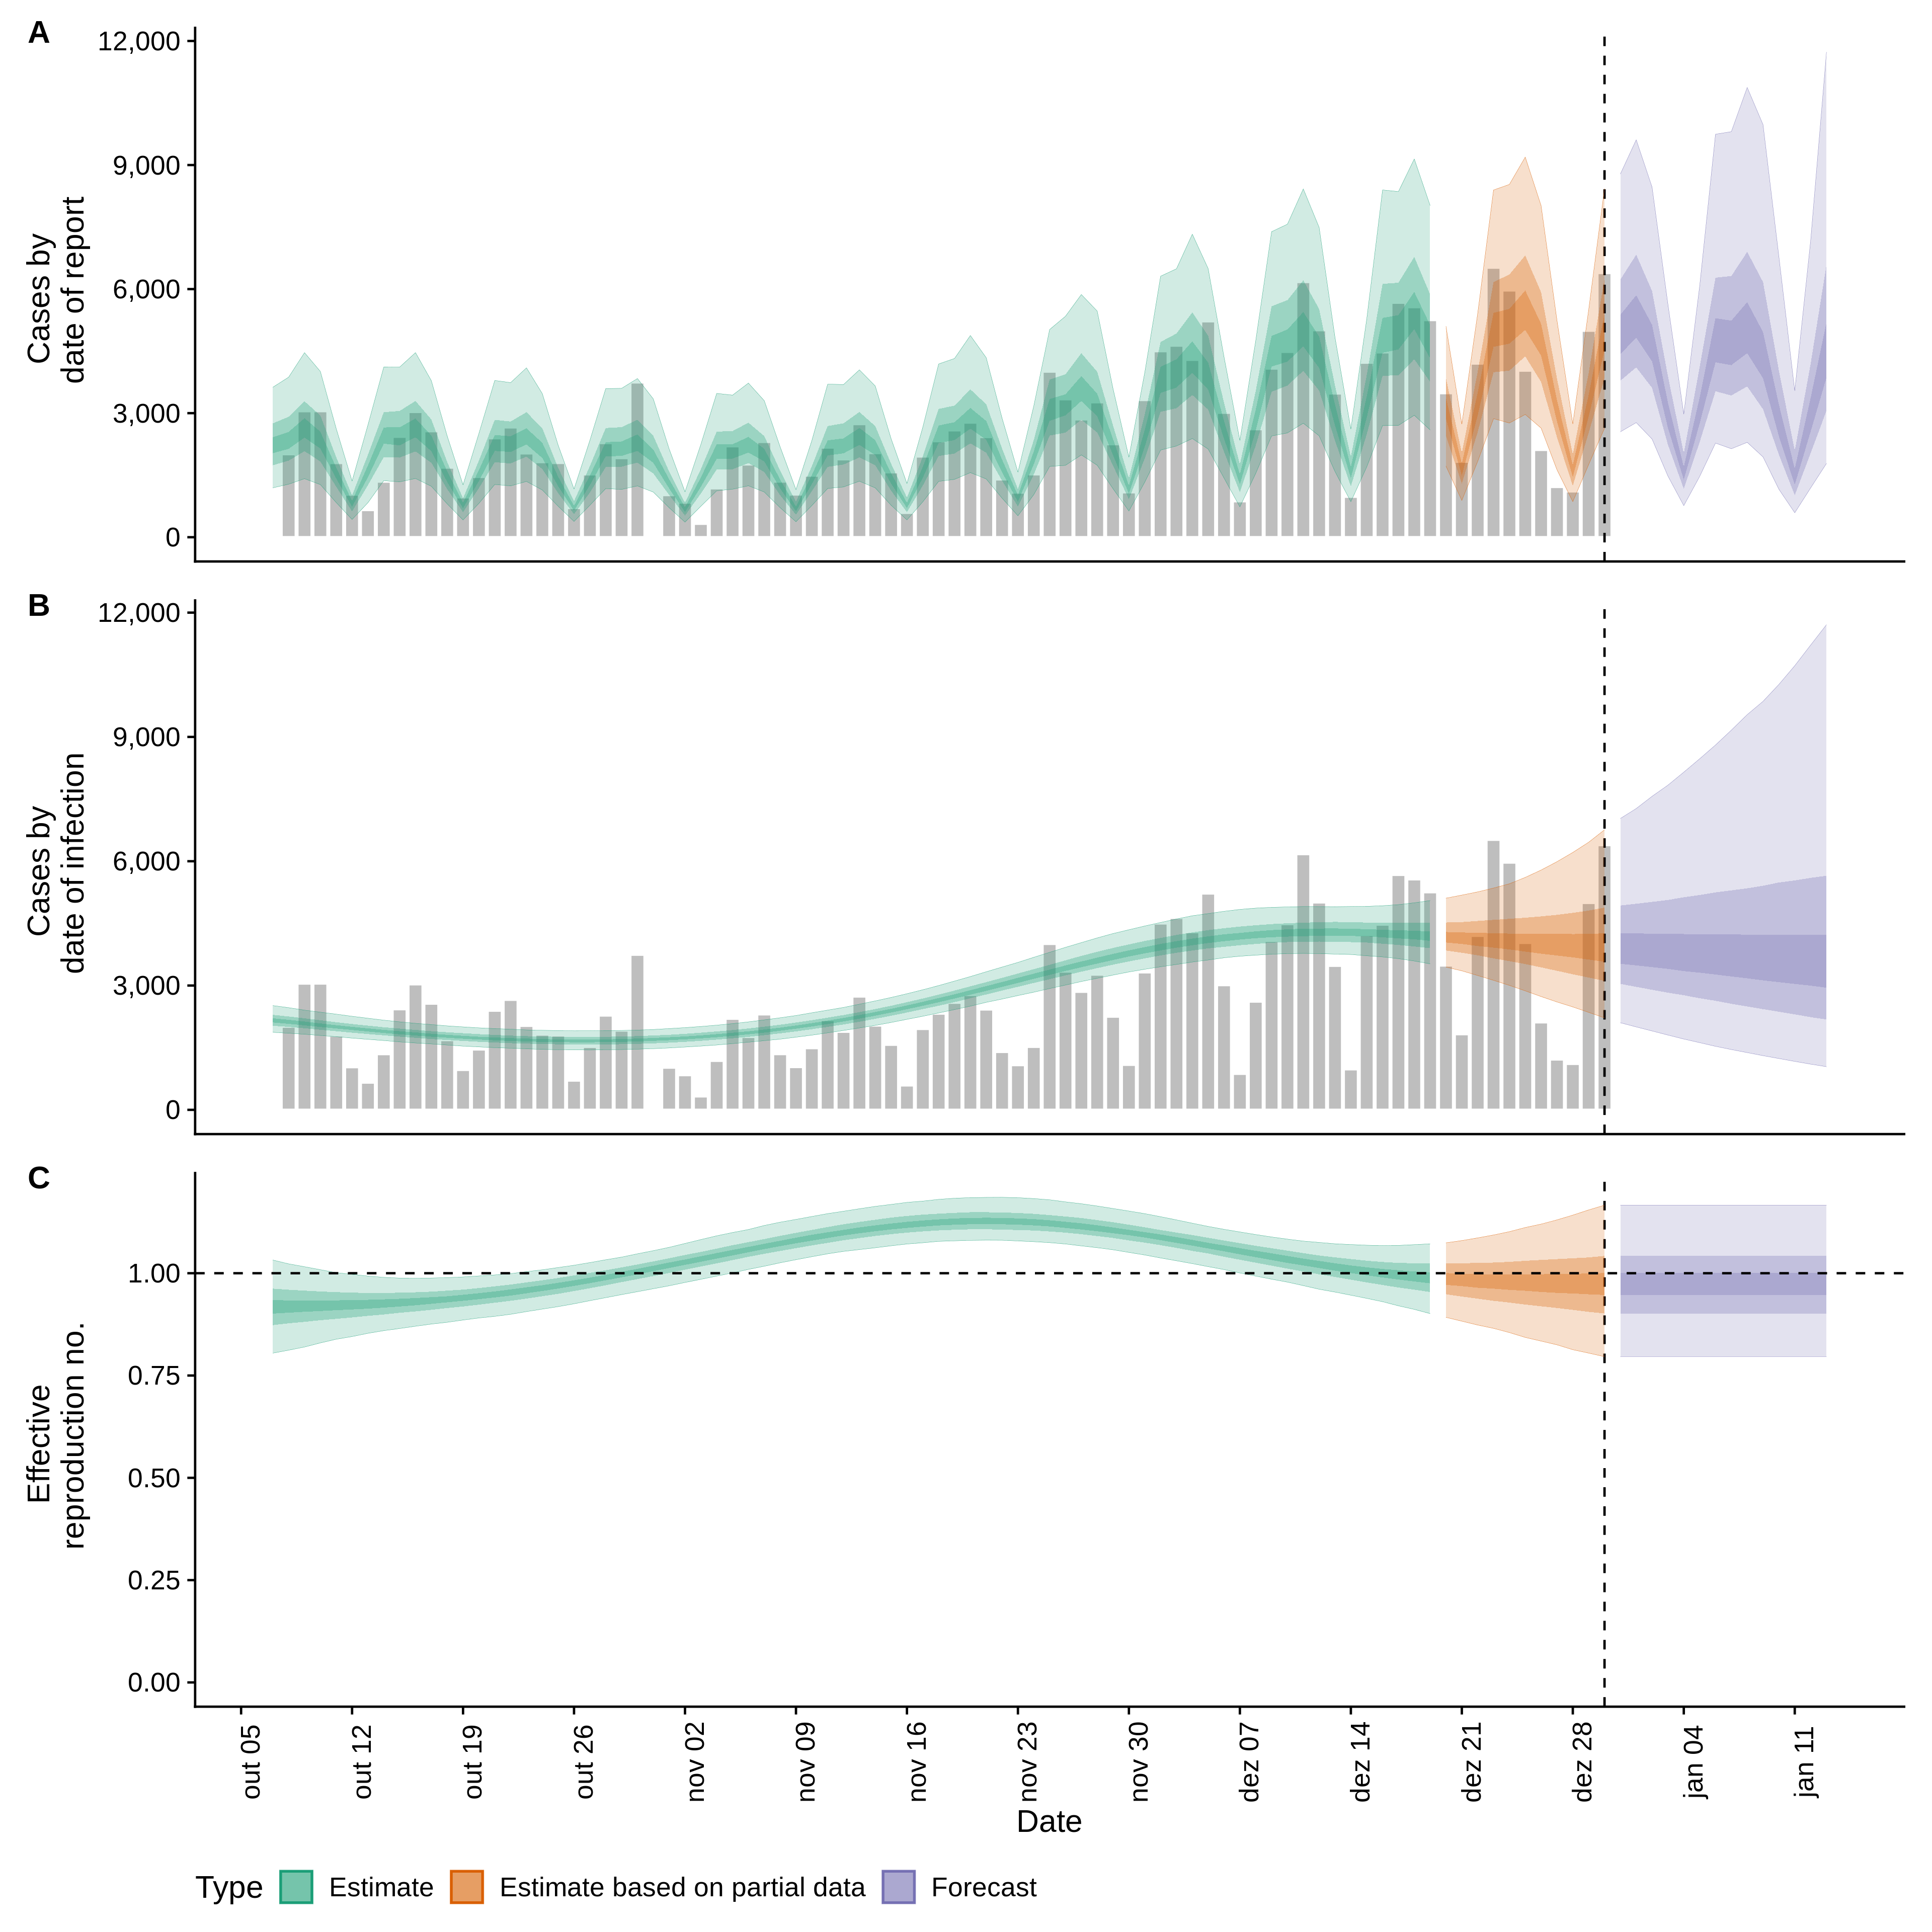 A
12,000
9,000
6,000
3,000
0
Cases by
date of report
B
12,000
9,000
6,000
3,000
0
Cases by
date of infection
C
1.00
0.75
0.50
0.25
0.00
Effective
reproduction no.
out 05
out 12
out 19
out 26
nov 02
nov 09
nov 16
nov 23
nov 30
dez 07
dez 14
dez 21
dez 28
jan 04
jan 11
Date
Type Estimate Estimate based on partial data Forecast